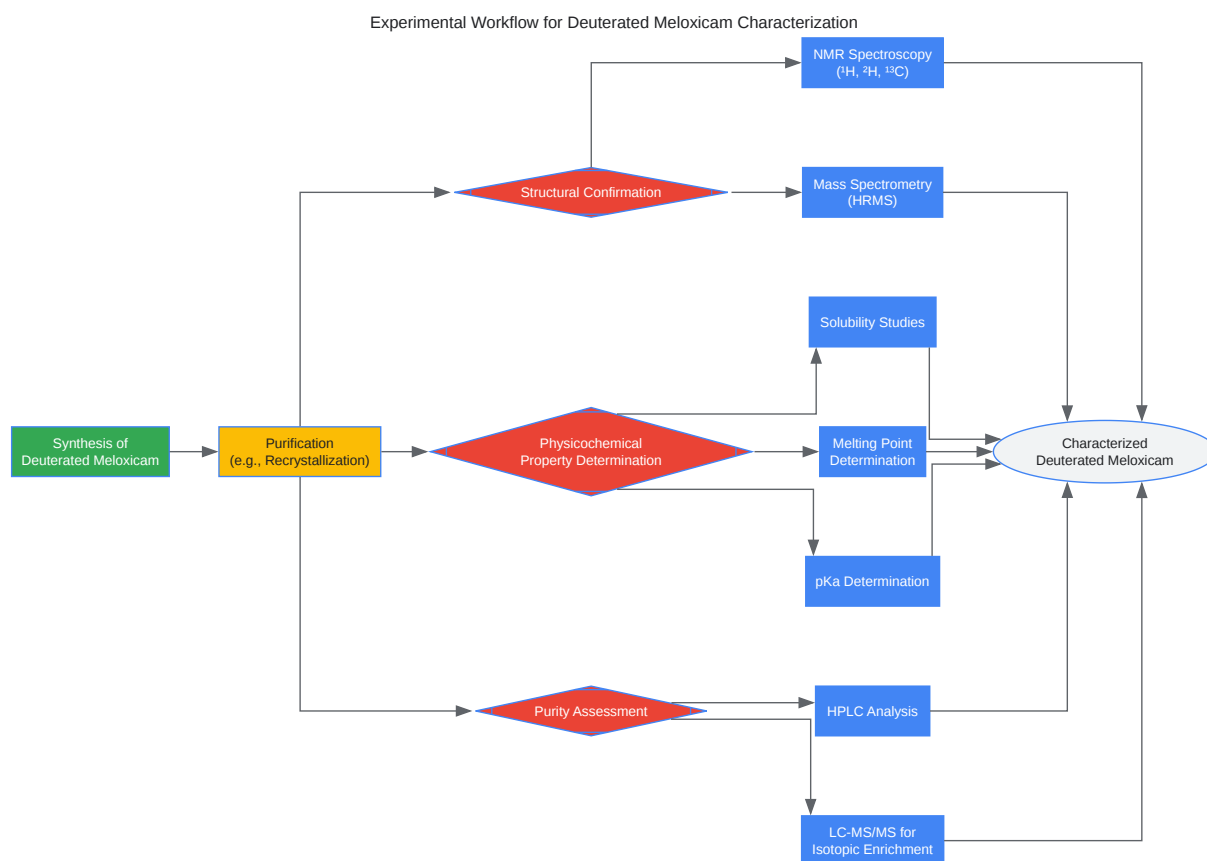 Experimental Workflow for Deuterated Meloxicam Characterization
NMR Spectroscopy
(¹H, ²H, ¹³C)
Structural Confirmation
Mass Spectrometry
(HRMS)
Solubility Studies
Synthesis of
Deuterated Meloxicam
Purification
(e.g., Recrystallization)
Physicochemical
Property Determination
Melting Point
Determination
Characterized
Deuterated Meloxicam
pKa Determination
Purity Assessment
HPLC Analysis
LC-MS/MS for
Isotopic Enrichment